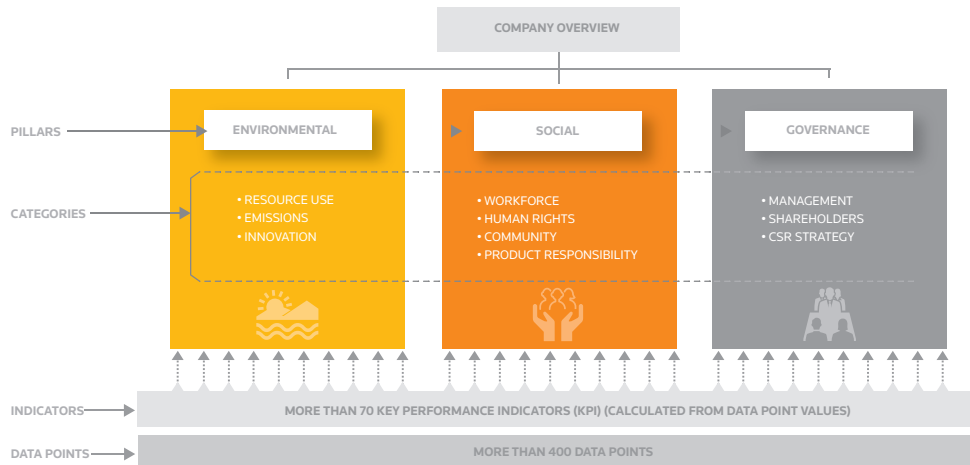 COMPANY OVERVIEW
PILLARS
ENVIRONMENTAL
SOCIAL
GOVERNANCE
CATEGORIES
• RESOURCE USE
• EMISSIONS
• INNOVATION
• WORKFORCE
• HUMAN RIGHTS
• COMMUNITY
• PRODUCT RESPONSIBILITY
• MANAGEMENT
• SHAREHOLDERS
• CSR STRATEGY
INDICATORS
MORE THAN 70 KEY PERFORMANCE INDICATORS (KPI) (CALCULATED FROM DATA POINT VALUES)
DATA POINTS
MORE THAN 400 DATA POINTS